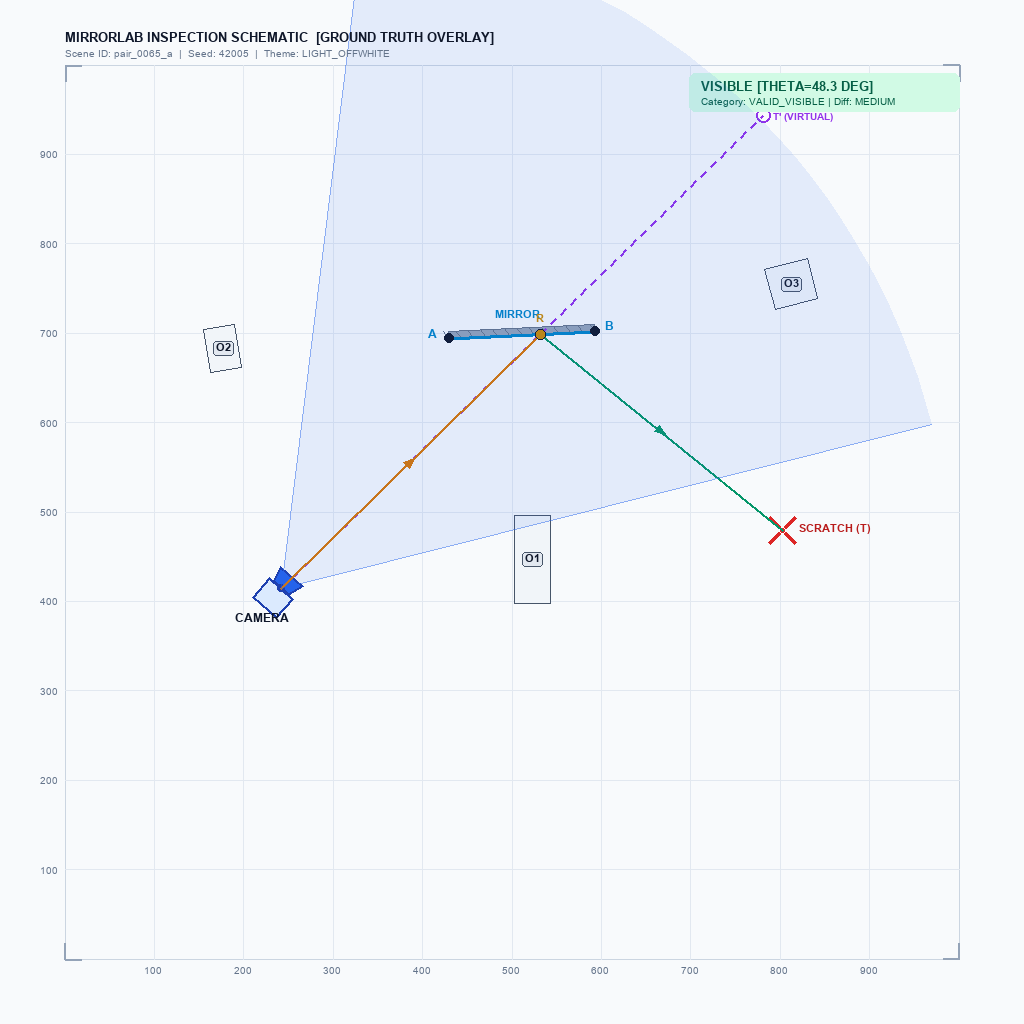 MIRRORLAB INSPECTION SCHEMATIC  [GROUND TRUTH OVERLAY]
Scene ID: pair_0065_a  |  Seed: 42005  |  Theme: LIGHT_OFFWHITE
VISIBLE [THETA=48.3 DEG]
Category: VALID_VISIBLE | Diff: MEDIUM
T' (VIRTUAL)
900
800
O3
MIRROR
R
A
B
700
O2
600
500
SCRATCH (T)
O1
400
CAMERA
300
200
100
100
200
300
400
500
600
700
800
900